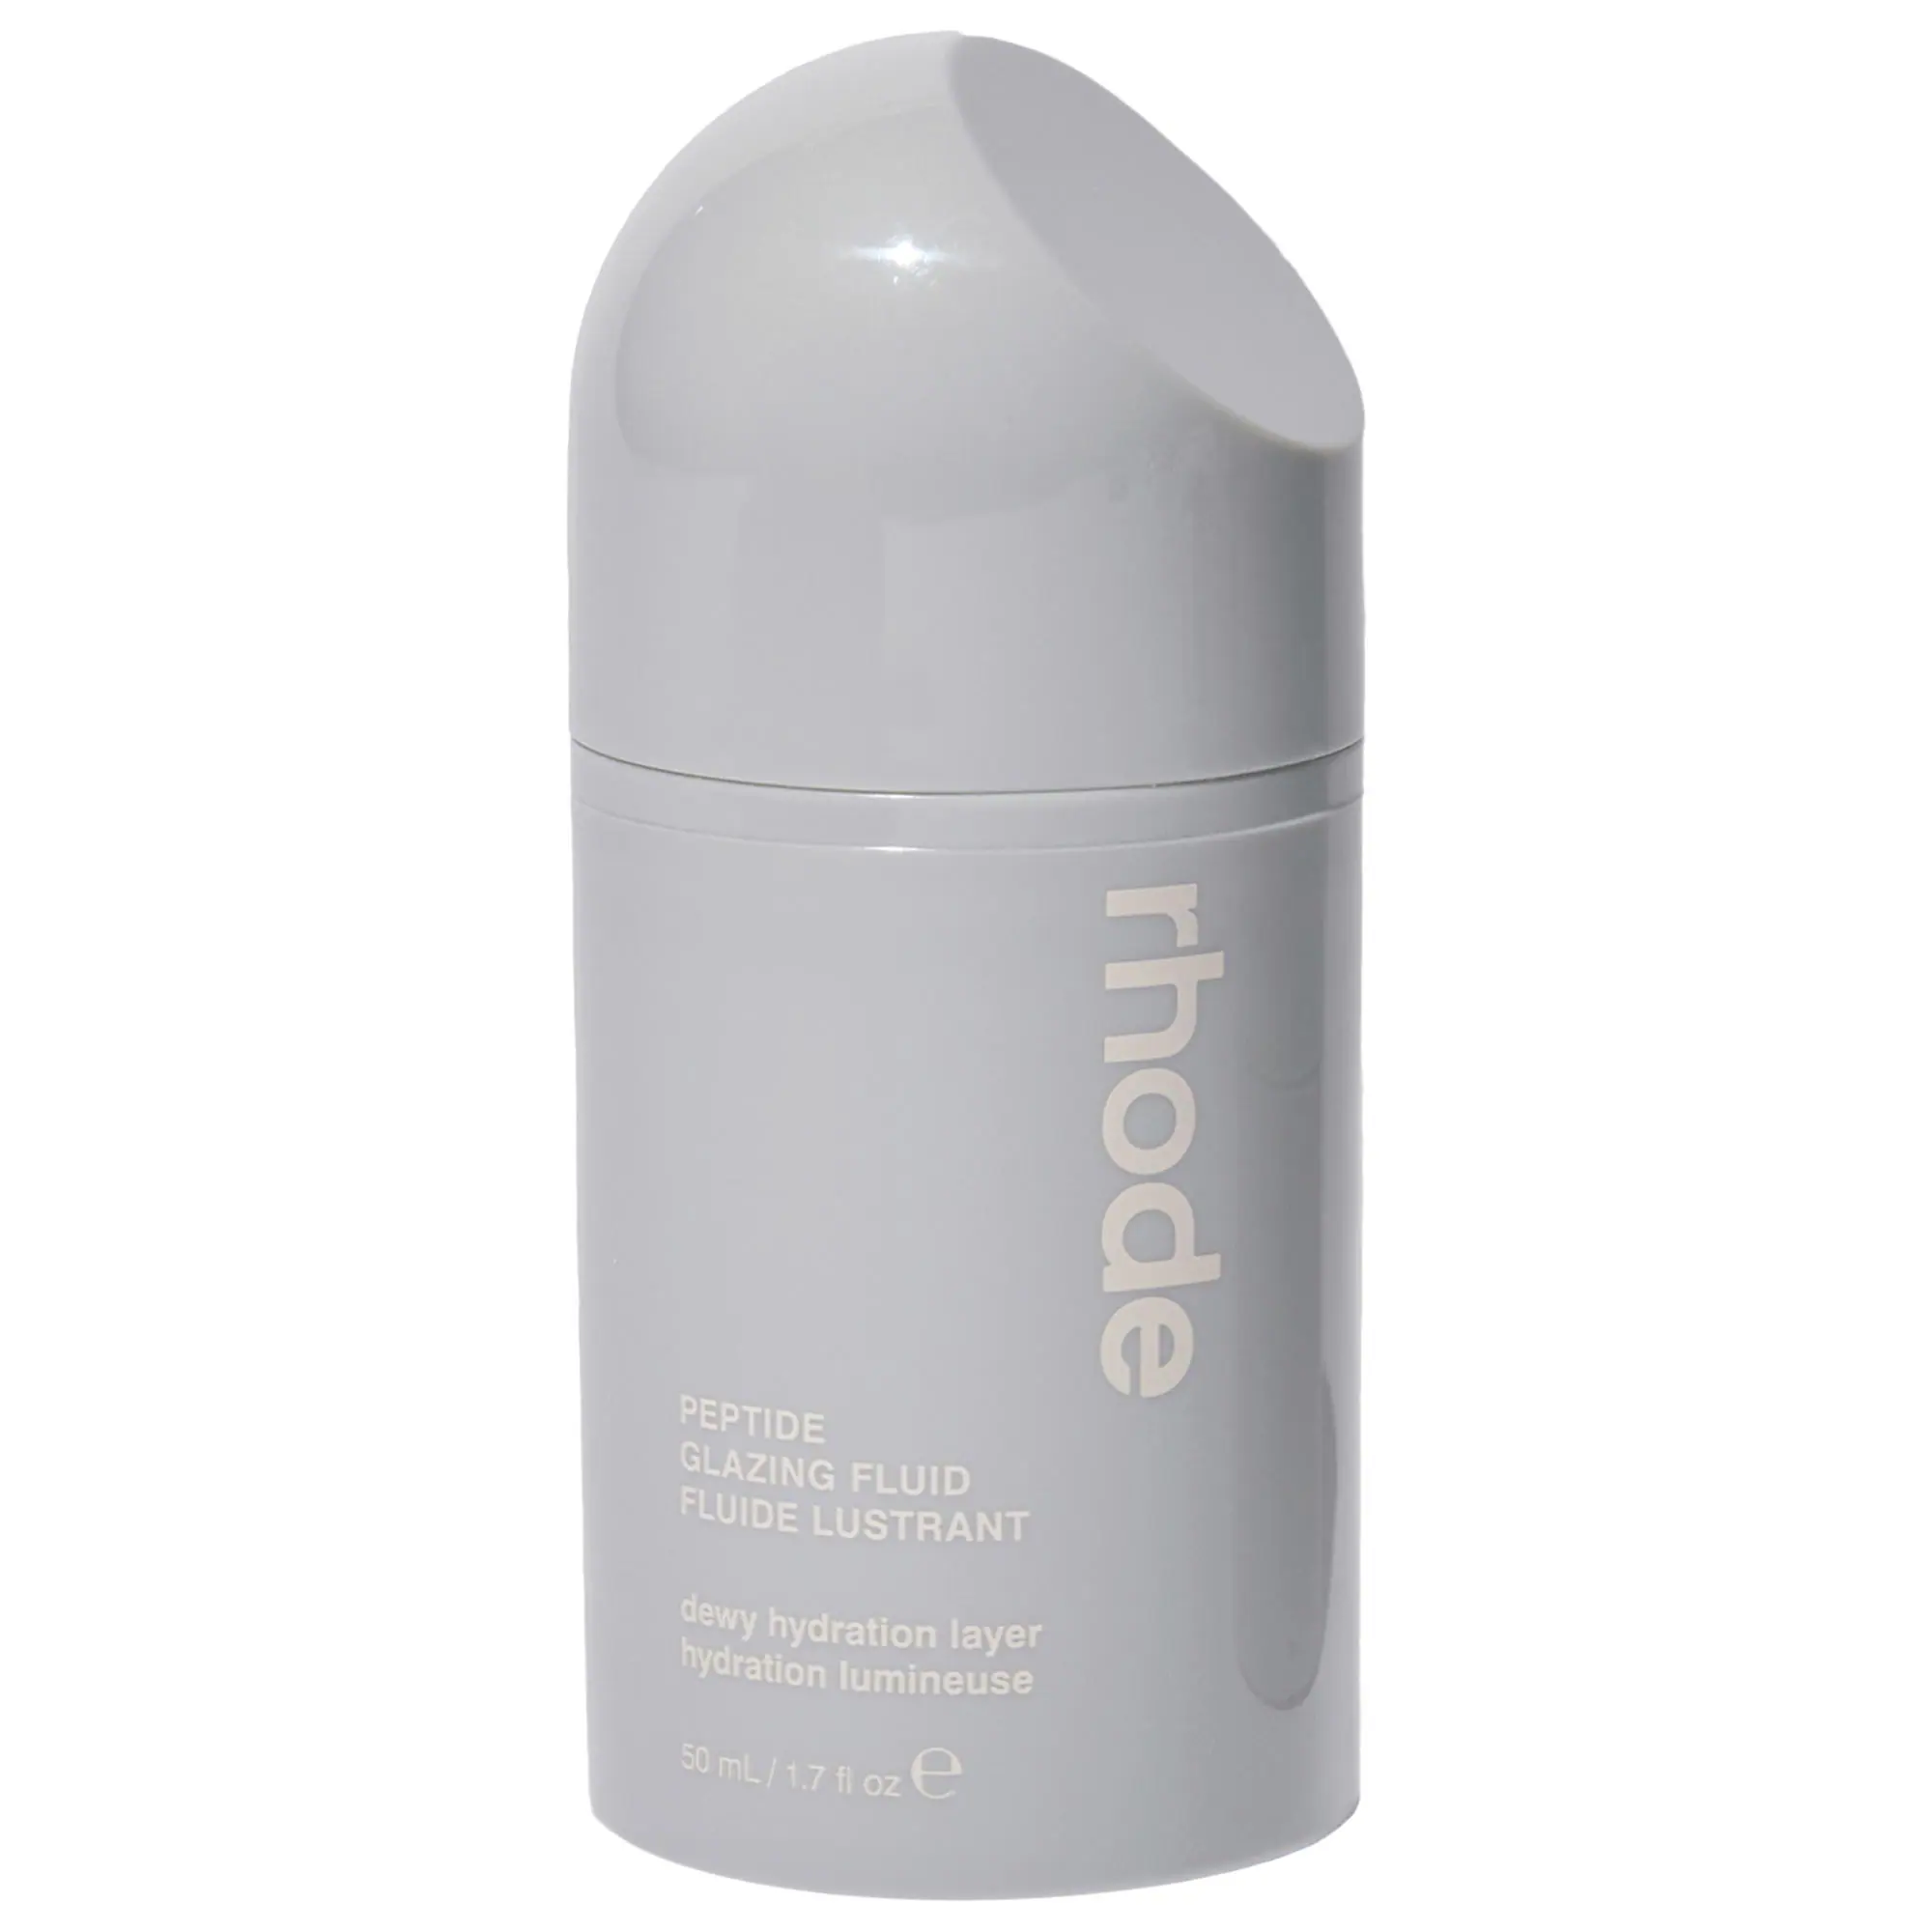 rhode
PEPTIDE
GLAZING FLUID
FLUIDE LUSTRANT
dewy hydration layer
hydration lumineuse
50 mL / 1.7 fl oz ℮